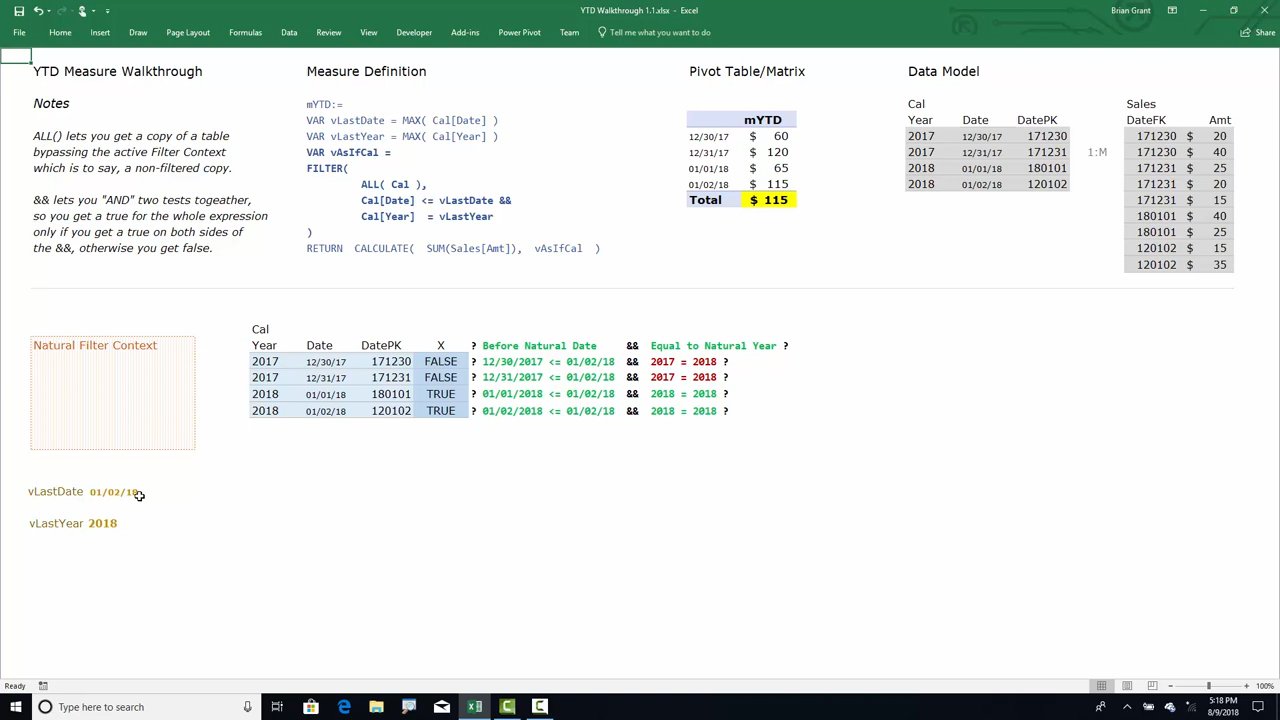 YTD Walkthrough 1.1.xlsx - Excel
Brian Grant
File Home Insert Draw Page Layout Formulas Data Review View Developer Add-ins Power Pivot Team Tell me what you want to do Share
YTD Measure Walkthrough
Notes
ALL() lets you get a copy of a table
bypassing the active Filter Context
which is to say, a non-filtered copy.
&& lets you "AND" two tests togeather,
so you get a true for the whole expression
only if you get a true on both sides of
the &&, otherwise you get false.
Measure Definition
mYTD:=
VAR vLastDate = MAX( Cal[Date] )
VAR vLastYear = MAX( Cal[Year] )
VAR vAsIfCal =
FILTER(
ALL( Cal ),
Cal[Date] <= vLastDate &&
Cal[Year] = vLastYear
)
RETURN CALCULATE( SUM(Sales[Amt]), vAsIfCal )
Pivot Table/Matrix
mYTD
12/30/17 $ 60
12/31/17 $ 120
01/01/18 $ 65
01/02/18 $ 115
Total $ 115
Data Model
Cal
Year Date DatePK
2017 12/30/17 171230
2017 12/31/17 171231
2018 01/01/18 180101
2018 01/02/18 120102
1:M
Sales
DateFK Amt
171230 $ 20
171230 $ 40
171231 $ 25
171231 $ 20
171231 $ 15
180101 $ 40
180101 $ 25
120102 $ 15
120102 $ 35
Natural Filter Context
Cal
Year Date DatePK X ? Before Natural Date && Equal to Natural Year ?
2017 12/30/17 171230 FALSE ? 12/30/2017 <= 01/02/18 && 2017 = 2018 ?
2017 12/31/17 171231 FALSE ? 12/31/2017 <= 01/02/18 && 2017 = 2018 ?
2018 01/01/18 180101 TRUE ? 01/01/2018 <= 01/02/18 && 2018 = 2018 ?
2018 01/02/18 120102 TRUE ? 01/02/2018 <= 01/02/18 && 2018 = 2018 ?
vLastDate 01/02/18
vLastYear 2018
Ready
100%
Type here to search
5:18 PM
8/9/2018